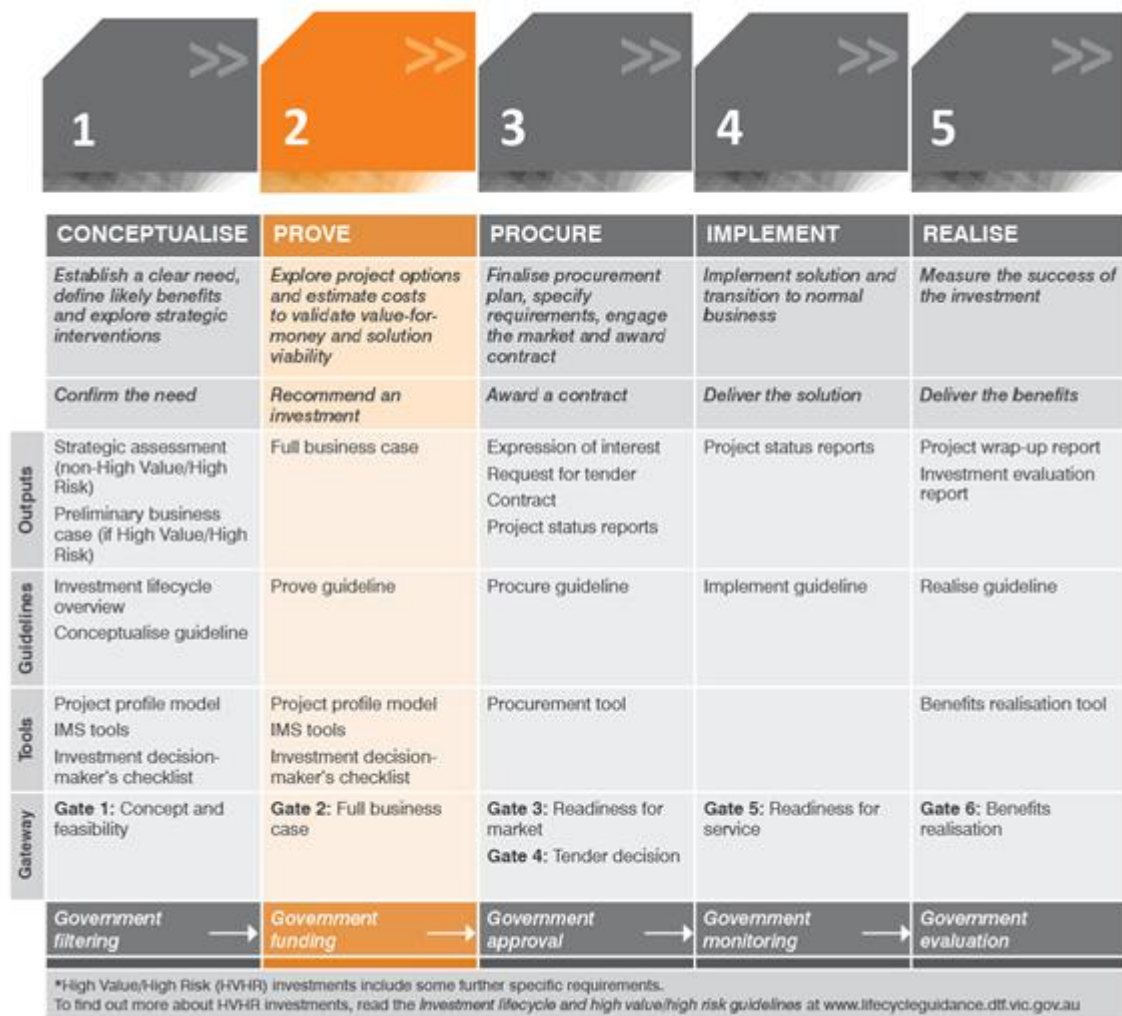 1
2
3
4
5
CONCEPTUALISE
PROVE
PROCURE
IMPLEMENT
REALISE
Establish a clear need,
define likely benefits
and explore strategic
interventions
Explore project options
and estimate costs
to validate value-for-
money and solution
viability
Finalise procurement
plan, specify
requirements, engage
the market and award
contract
Implement solution and
transition to normal
business
Measure the success of
the investment
Confirm the need
Recommend an
investment
Award a contract
Deliver the solution
Deliver the benefits
Outputs
Strategic assessment
(non-High Value/High
Risk)
Preliminary business
case (if High Value/High
Risk)
Full business case
Expression of interest
Request for tender
Contract
Project status reports
Project status reports
Project wrap-up report
Investment evaluation
report
Guidelines
Investment lifecycle
overview
Conceptualise guideline
Prove guideline
Procure guideline
Implement guideline
Realise guideline
Tools
Project profile model
IMS tools
Investment decision-
maker's checklist
Project profile model
IMS tools
Investment decision-
maker's checklist
Procurement tool
Benefits realisation tool
Gateway
Gate 1: Concept and
feasibility
Gate 2: Full business
case
Gate 3: Readiness for
market
Gate 4: Tender decision
Gate 5: Readiness for
service
Gate 6: Benefits
realisation
Government
filtering
Government
funding
Government
approval
Government
monitoring
Government
evaluation
*High Value/High Risk (HVHR) investments include some further specific requirements.
To find out more about HVHR investments, read the Investment lifecycle and high value/high risk guidelines at www.lifecycleguidance.dtf.vic.gov.au